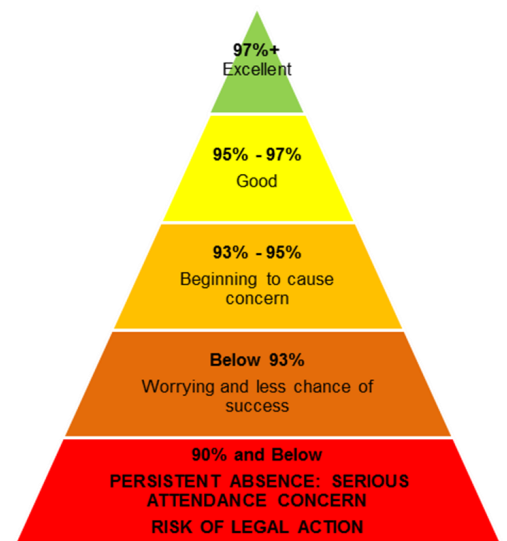 97%+
Excellent
95% - 97%
Good
93% - 95%
Beginning to cause
concern
Below 93%
Worrying and less chance of
success
90% and Below
PERSISTENT ABSENCE: SERIOUS
ATTENDANCE CONCERN
RISK OF LEGAL ACTION